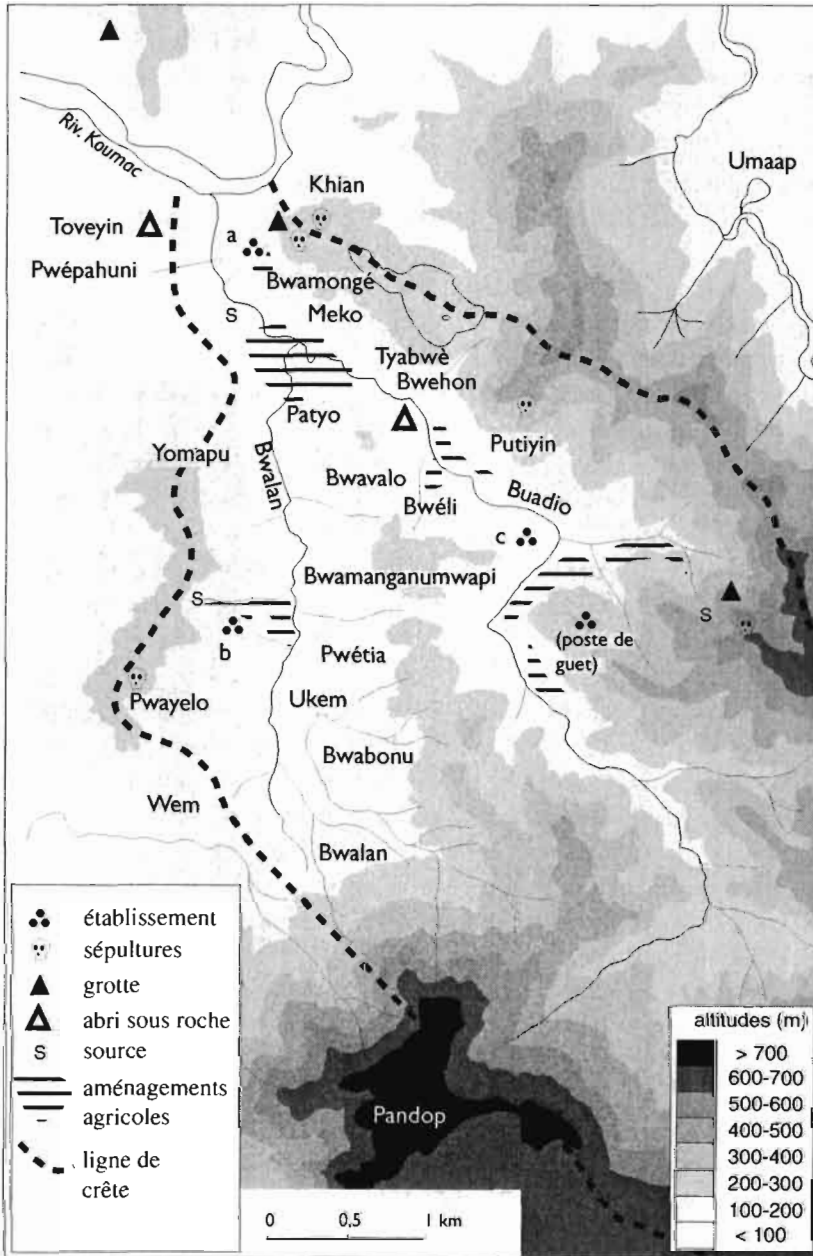 Riv. Koumac
Khian
Umaap
Toveyin
a
Pwépahuni
Bwamongé
S
Meko
Tyabwè
Bwehon
Patyo
Putiyin
Yomapu
Bwalan
Bwavalo
Buadio
Bwéli
c
Bwamanganumwapi
S
S
(poste de
guet)
b
Pwétia
Pwayelo
Ukem
Bwabonu
Wem
Bwalan
Pandop
établissement
sépultures
grotte
abri sous roche
S source
aménagements
agricoles
ligne de
crête
0 0,5 1 km
altitudes (m)
> 700
600-700
500-600
400-500
300-400
200-300
100-200
< 100